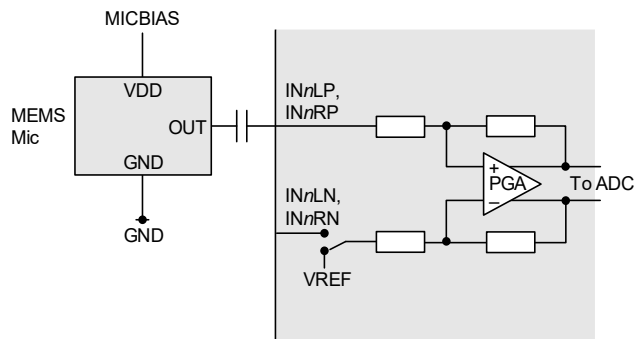 MICBIAS
VDD
MEMS
Mic
OUT
GND
GND
INnLP,
INnRP
+
PGA
–
To ADC
INnLN,
INnRN
VREF